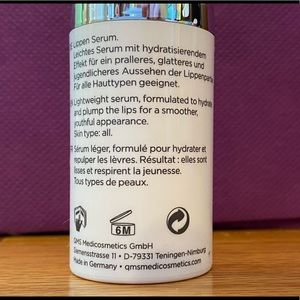 Lippen Serum.
Leichtes Serum mit hydratisierendem
Effekt für ein pralleres, glatteres und
jugendlicheres Aussehen der Lippenpartie
Für alle Hauttypen geeignet.
Lightweight serum, formulated to hydrate
and plump the lips for a smoother,
youthful appearance.
Skin type: all.
Sérum léger, formulé pour hydrater et
repulper les lèvres. Résultat : elles sont
lisses et respirent la jeunesse.
Tous types de peaux.
6M
QMS Medicosmetics GmbH
Siemensstrasse 11 • D-79331 Teningen-Nimburg
Made in Germany • qmsmedicosmetics.com